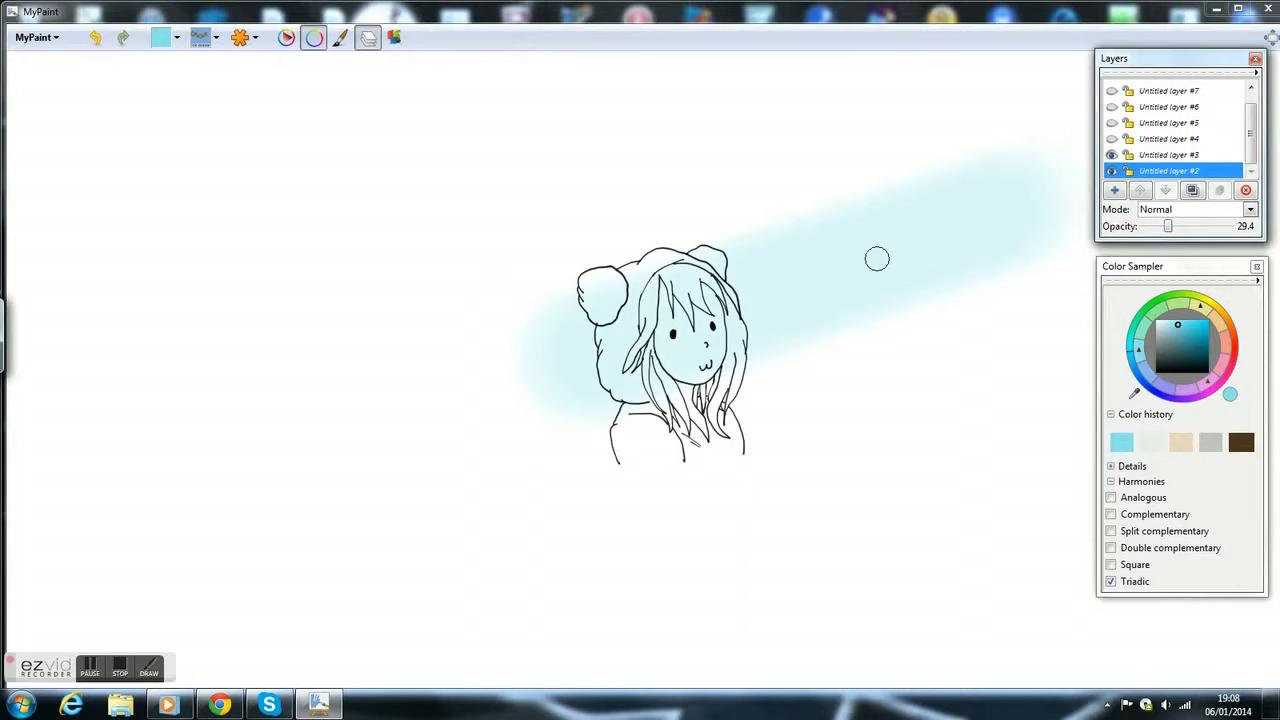 MyPaint
MyPaint
Layers
Untitled layer #7
Untitled layer #6
Untitled layer #5
Untitled layer #4
Untitled layer #3
Untitled layer #2
Mode: Normal
Opacity: 29.4
Color Sampler
Color history
Details
Harmonies
Analogous
Complementary
Split complementary
Double complementary
Square
Triadic
ezvid
RECORDER
PAUSE STOP DRAW
19:08
06/01/2014